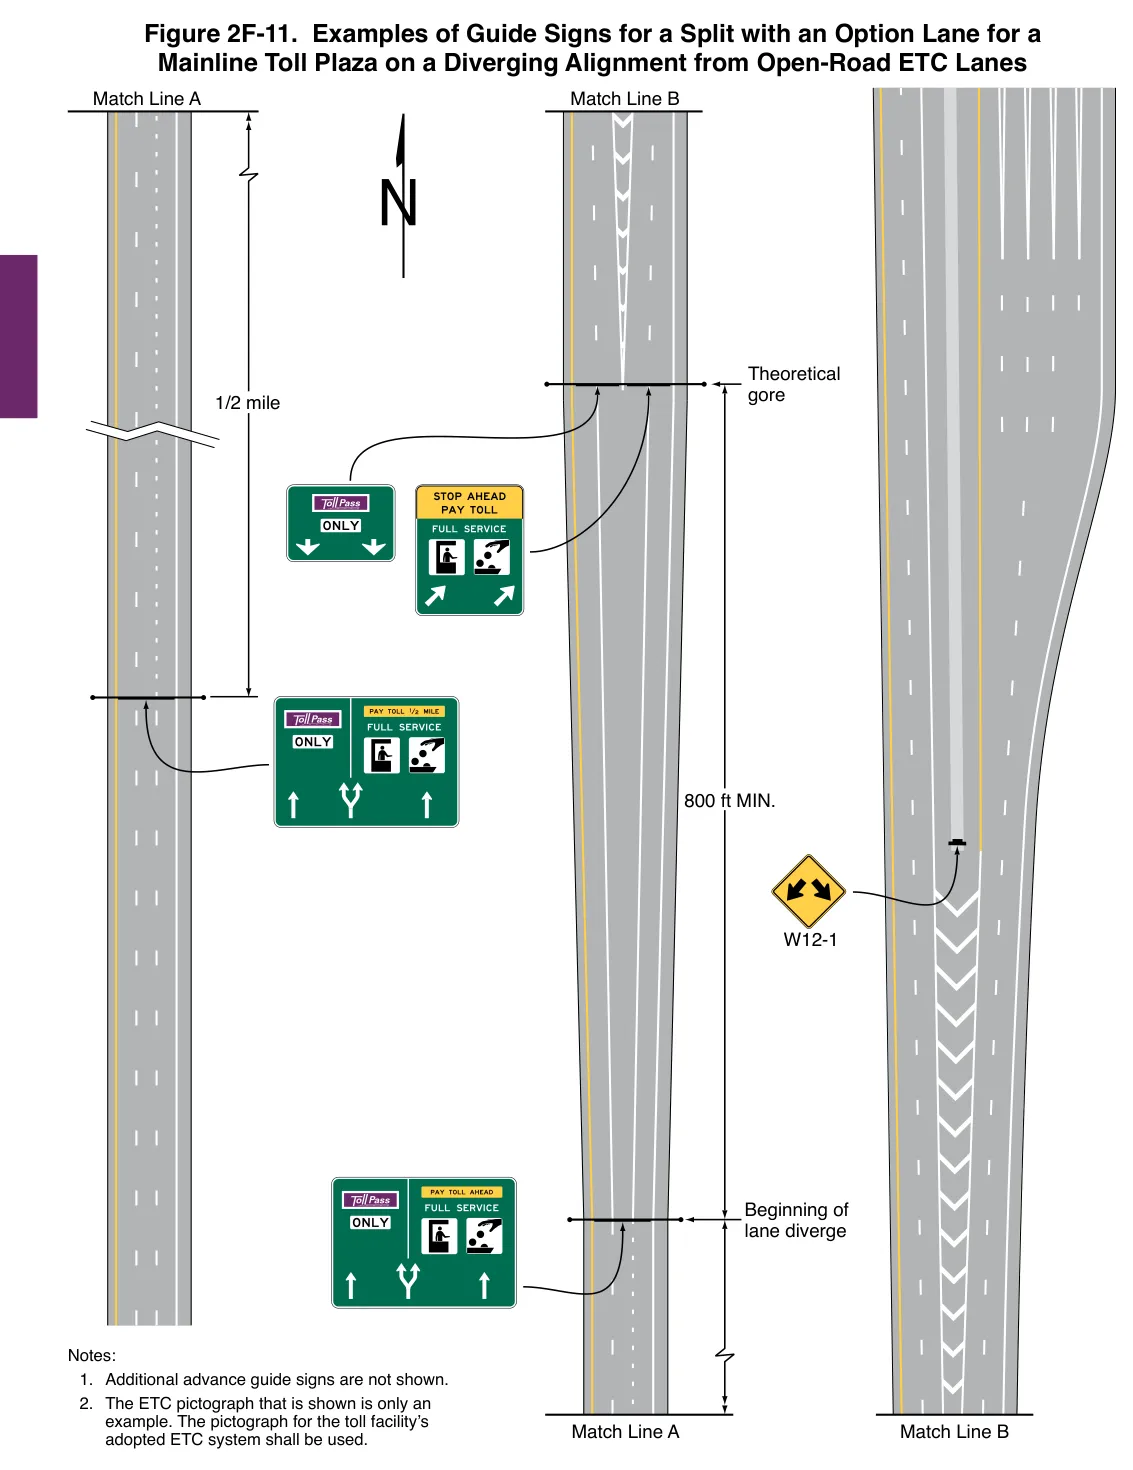 Figure 2F-11.  Examples of Guide Signs for a Split with an Option Lane for a
Mainline Toll Plaza on a Diverging Alignment from Open-Road ETC Lanes
Match Line A
Match Line B
N
1/2 mile
Theoretical
gore
Toll Pass
ONLY
STOP AHEAD
PAY TOLL
FULL SERVICE
Toll Pass
ONLY
PAY TOLL 1/2 MILE
FULL SERVICE
800 ft MIN.
W12-1
Toll Pass
ONLY
PAY TOLL AHEAD
FULL SERVICE
Beginning of
lane diverge
Match Line A
Match Line B
Notes:
1. Additional advance guide signs are not shown.
2. The ETC pictograph that is shown is only an
example. The pictograph for the toll facility’s
adopted ETC system shall be used.